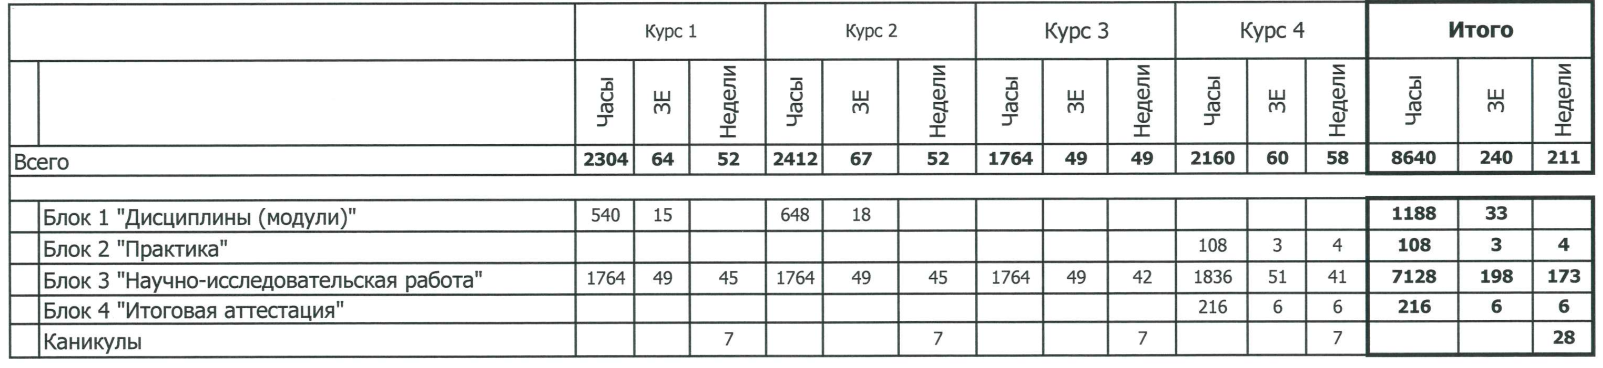 Курс 1 Курс 2 Курс 3 Курс 4 Итого
Часы ЗЕ Недели Часы ЗЕ Недели Часы ЗЕ Недели Часы ЗЕ Недели Часы ЗЕ Недели
Всего 2304 64 52 2412 67 52 1764 49 49 2160 60 58 8640 240 211
Блок 1 "Дисциплины (модули)" 540 15 648 18 1188 33
Блок 2 "Практика" 108 3 4 108 3 4
Блок 3 "Научно-исследовательская работа" 1764 49 45 1764 49 45 1764 49 42 1836 51 41 7128 198 173
Блок 4 "Итоговая аттестация" 216 6 6 216 6 6
Каникулы 7 7 7 7 28